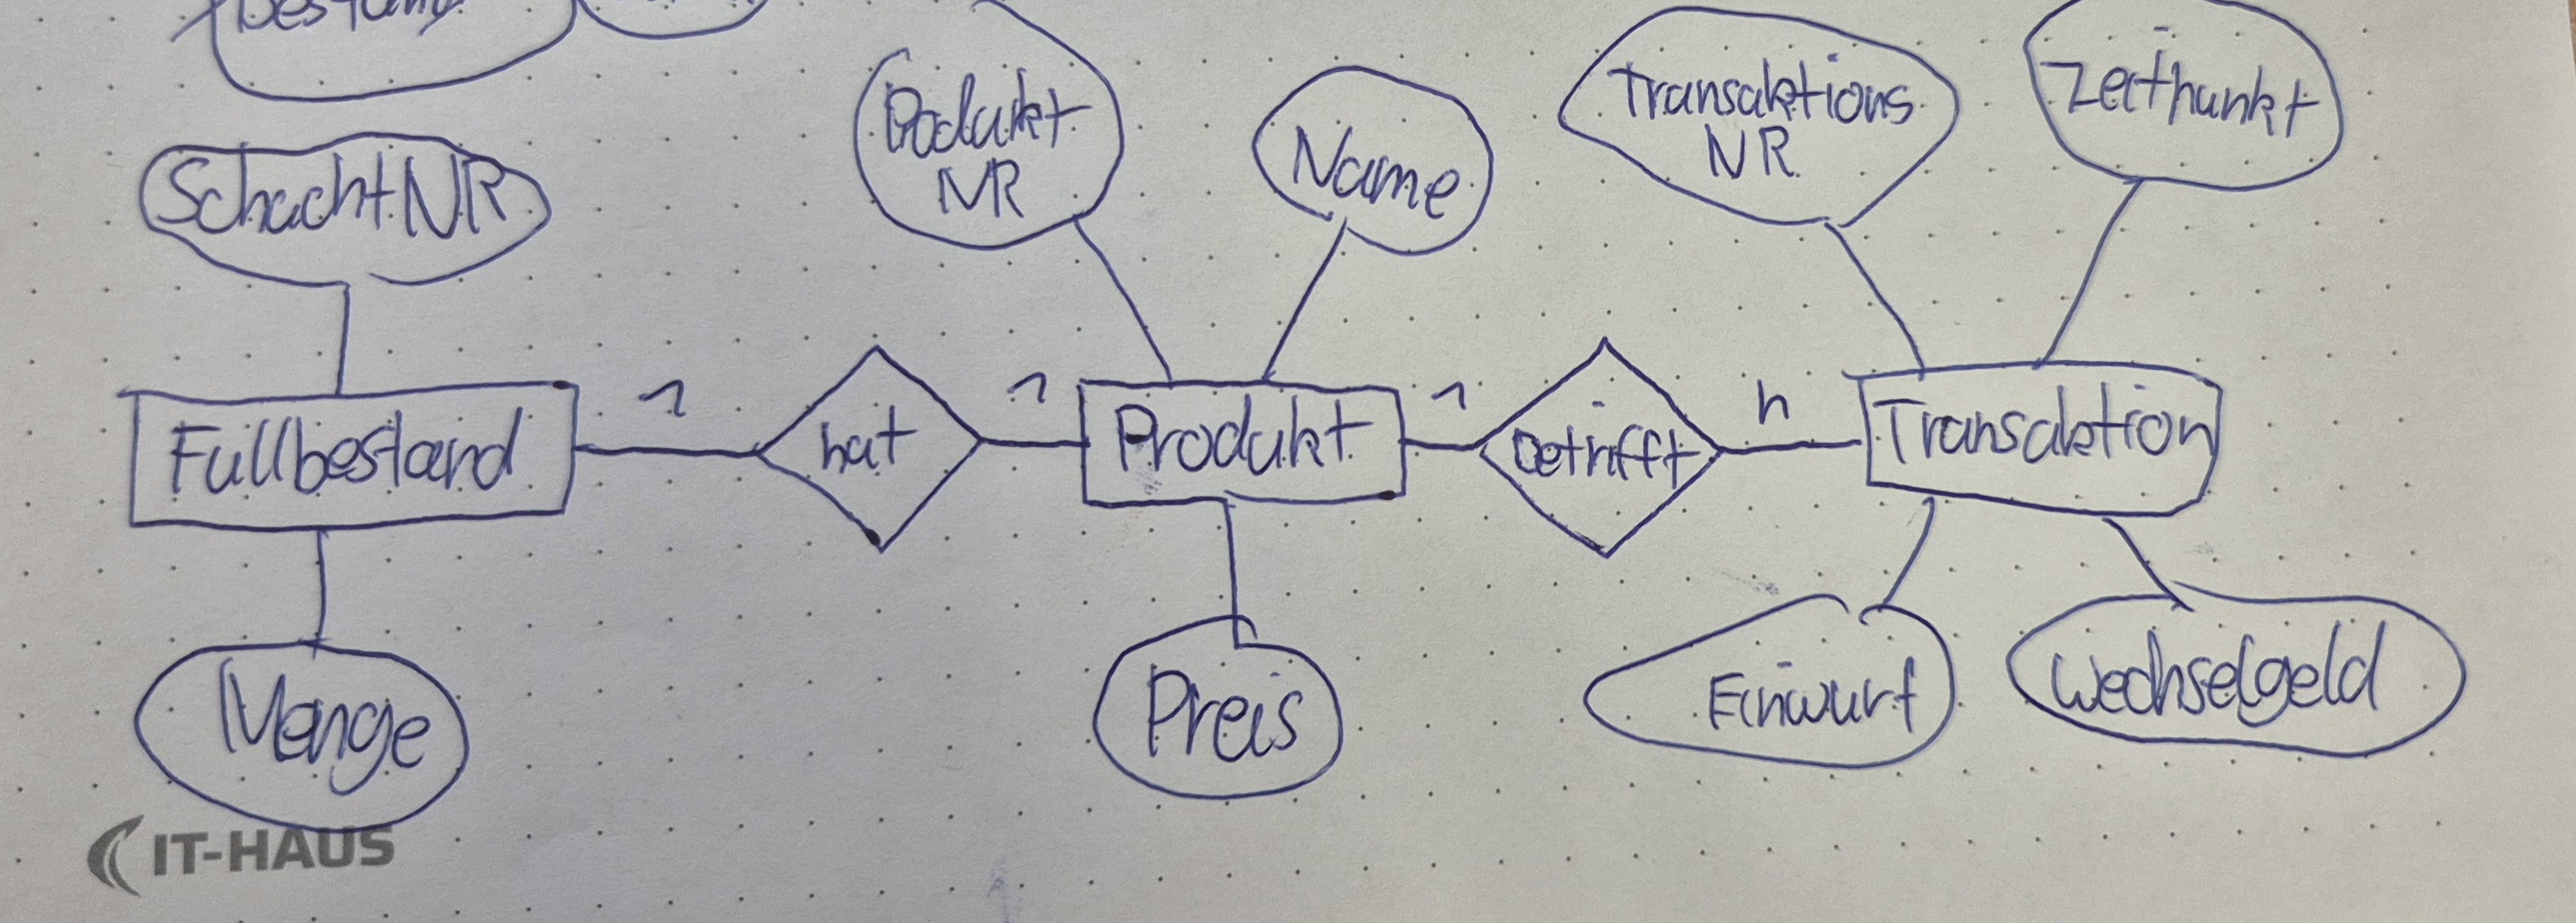 Bestand
Produkt
NR
Name
Transaktions
NR
Zeitpunkt
SchachtNR
Füllbestand
1
hat
1
Produkt
1
betrifft
n
Transaktion
Menge
Preis
Einwurf
Wechselgeld
IT-HAUS